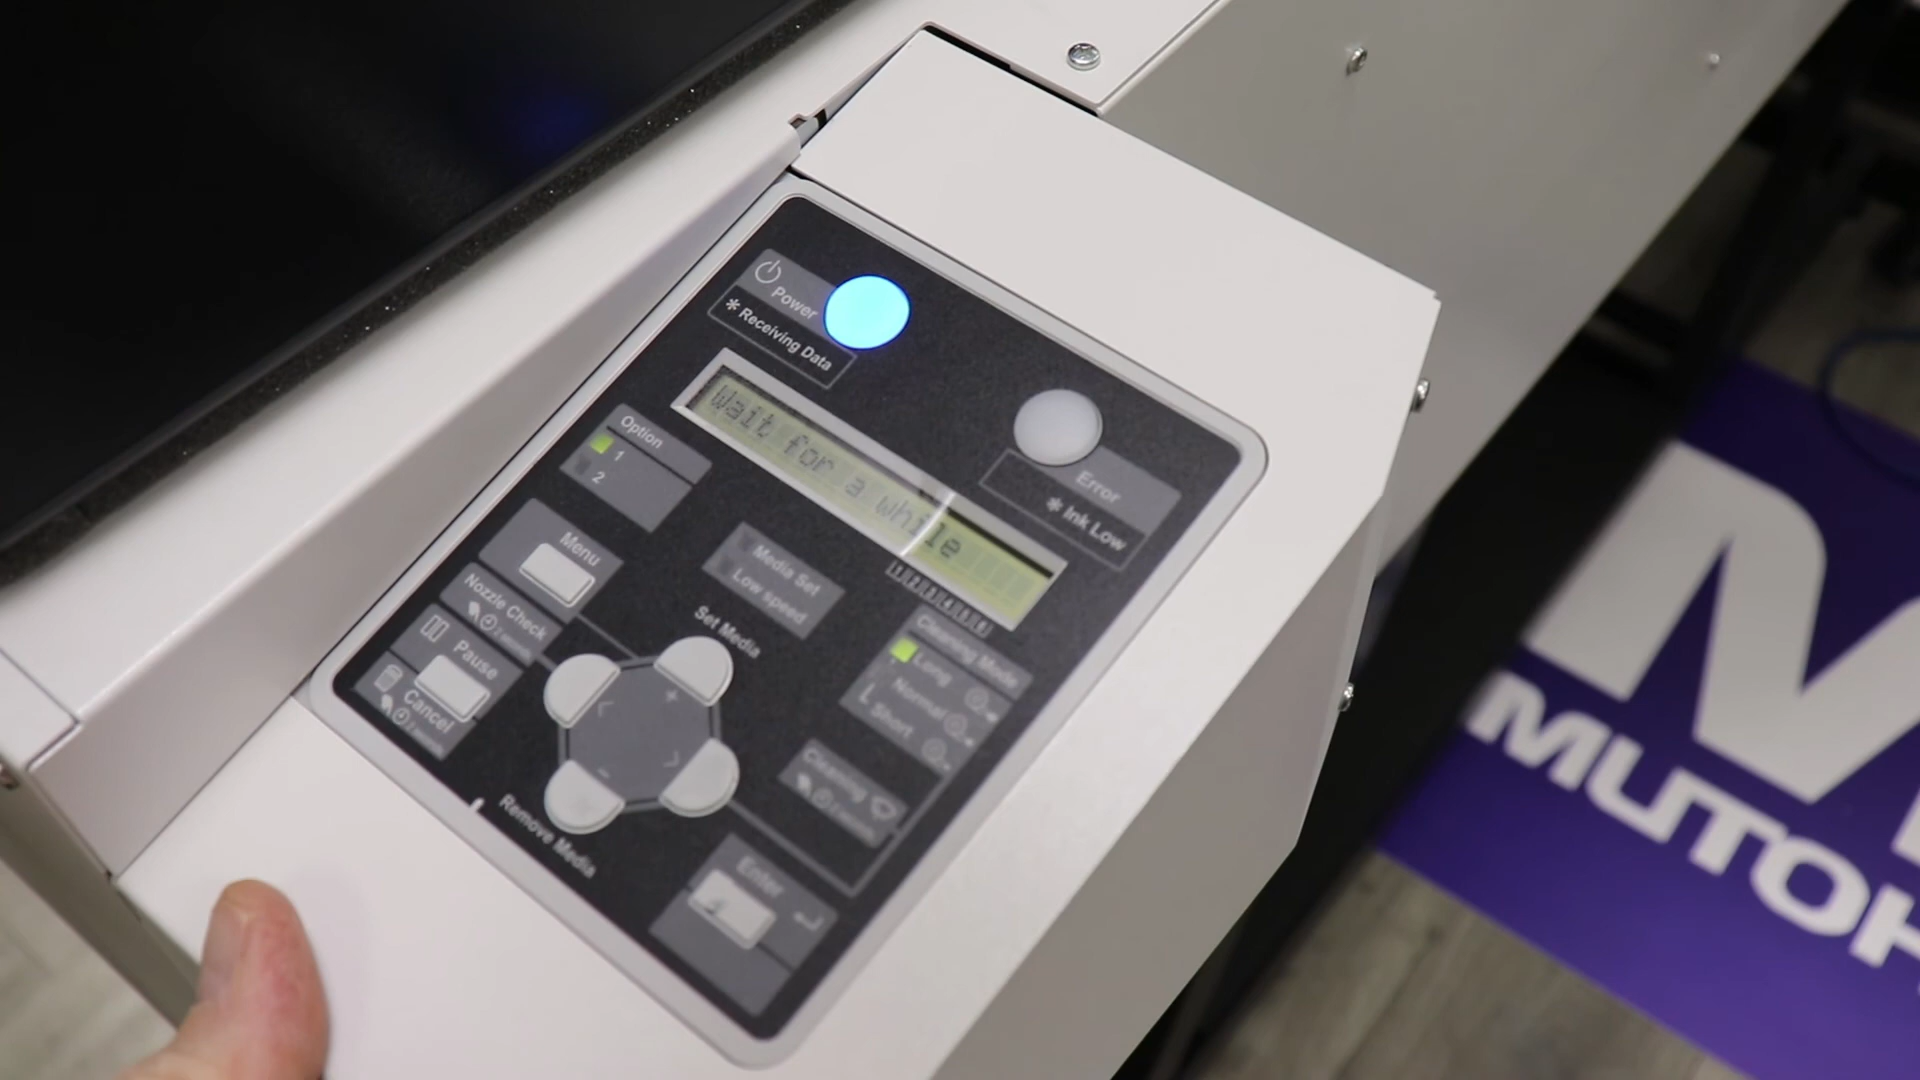 Power
* Receiving Data
Wait for a while
Error
* Ink Low
Option
1
2
Menu
Nozzle Check
Pause
Cancel
Media Set
Low speed
Set Media
Cleaning Mode
Long
Normal
Short
Cleaning
+
<
>
-
Remove Media
Enter
MUTOH